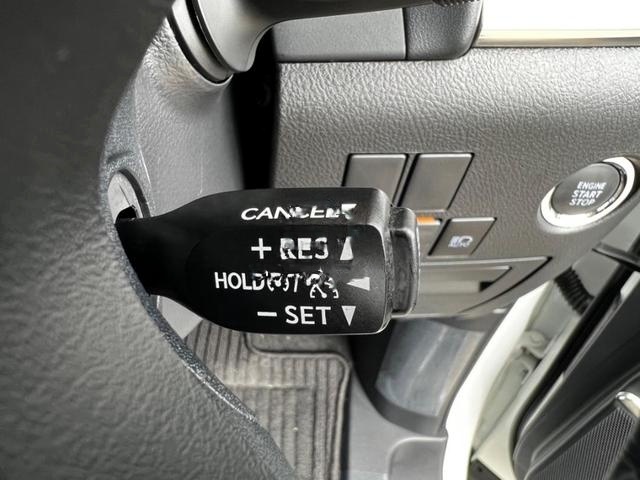 CANCEL
+ RES
HOLD
− SET
ENGINE
START
STOP